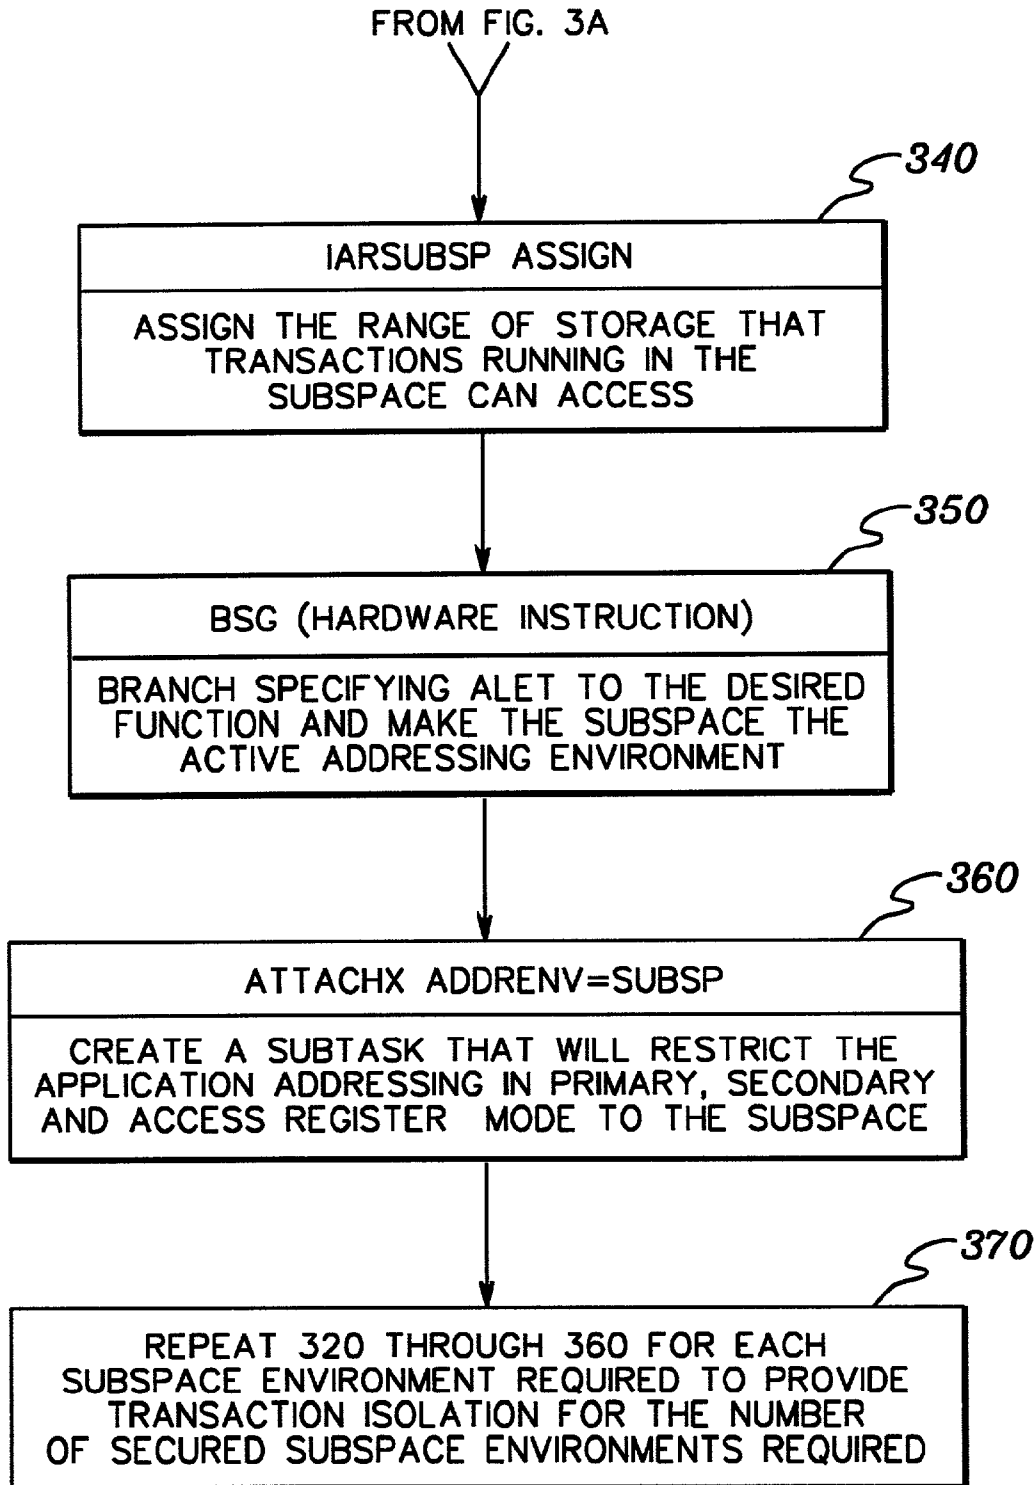 FROM FIG. 3A
340
IARSUBSP ASSIGN
ASSIGN THE RANGE OF STORAGE THAT
TRANSACTIONS RUNNING IN THE
SUBSPACE CAN ACCESS
350
BSG (HARDWARE INSTRUCTION)
BRANCH SPECIFYING ALET TO THE DESIRED
FUNCTION AND MAKE THE SUBSPACE THE
ACTIVE ADDRESSING ENVIRONMENT
360
ATTACHX ADDRENV=SUBSP
CREATE A SUBTASK THAT WILL RESTRICT THE
APPLICATION ADDRESSING IN PRIMARY, SECONDARY
AND ACCESS REGISTER MODE TO THE SUBSPACE
370
REPEAT 320 THROUGH 360 FOR EACH
SUBSPACE ENVIRONMENT REQUIRED TO PROVIDE
TRANSACTION ISOLATION FOR THE NUMBER
OF SECURED SUBSPACE ENVIRONMENTS REQUIRED